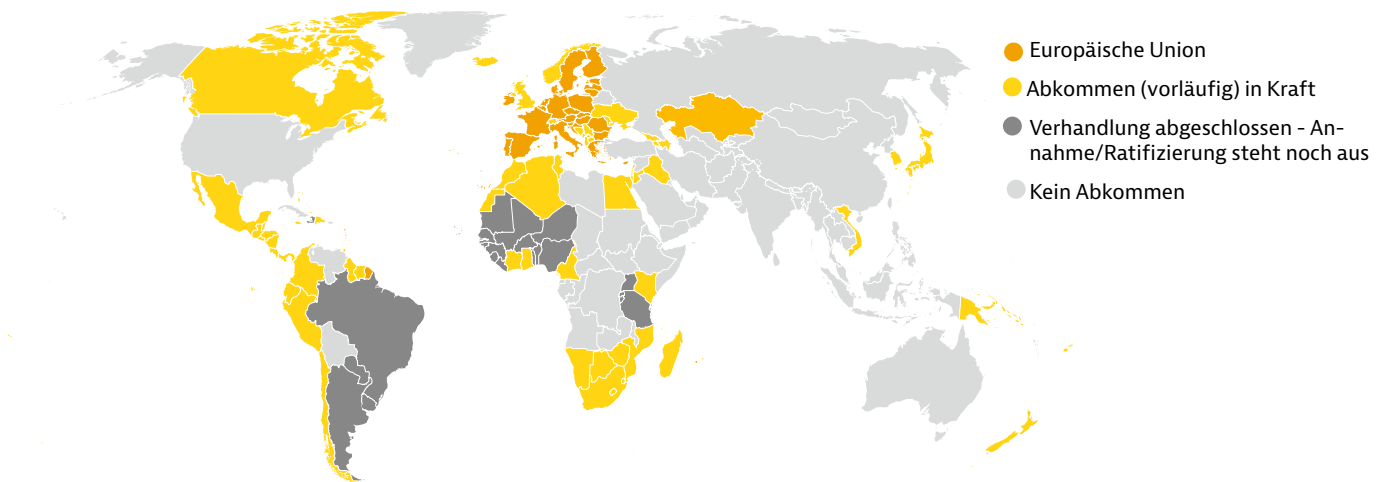 Europäische Union
Abkommen (vorläufig) in Kraft
Verhandlung abgeschlossen - An-
nahme/Ratifizierung steht noch aus
Kein Abkommen